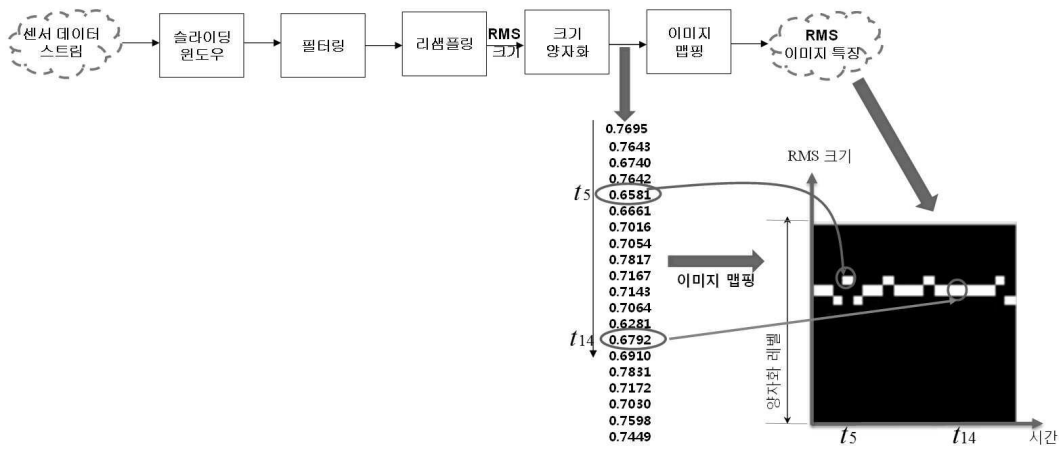 센서 데이터
스트림
슬라이딩
윈도우
필터링
리샘플링
RMS
크기
크기
양자화
이미지
맵핑
RMS
이미지 특징
0.7695
0.7643
0.6740
0.7642
t5
0.6581
0.6661
0.7016
0.7054
0.7817
0.7167
0.7143
0.7064
0.6281
t14
0.6792
0.6910
0.7831
0.7172
0.7030
0.7598
0.7449
이미지 맵핑
RMS 크기
양자화 레벨
t5
t14
시간